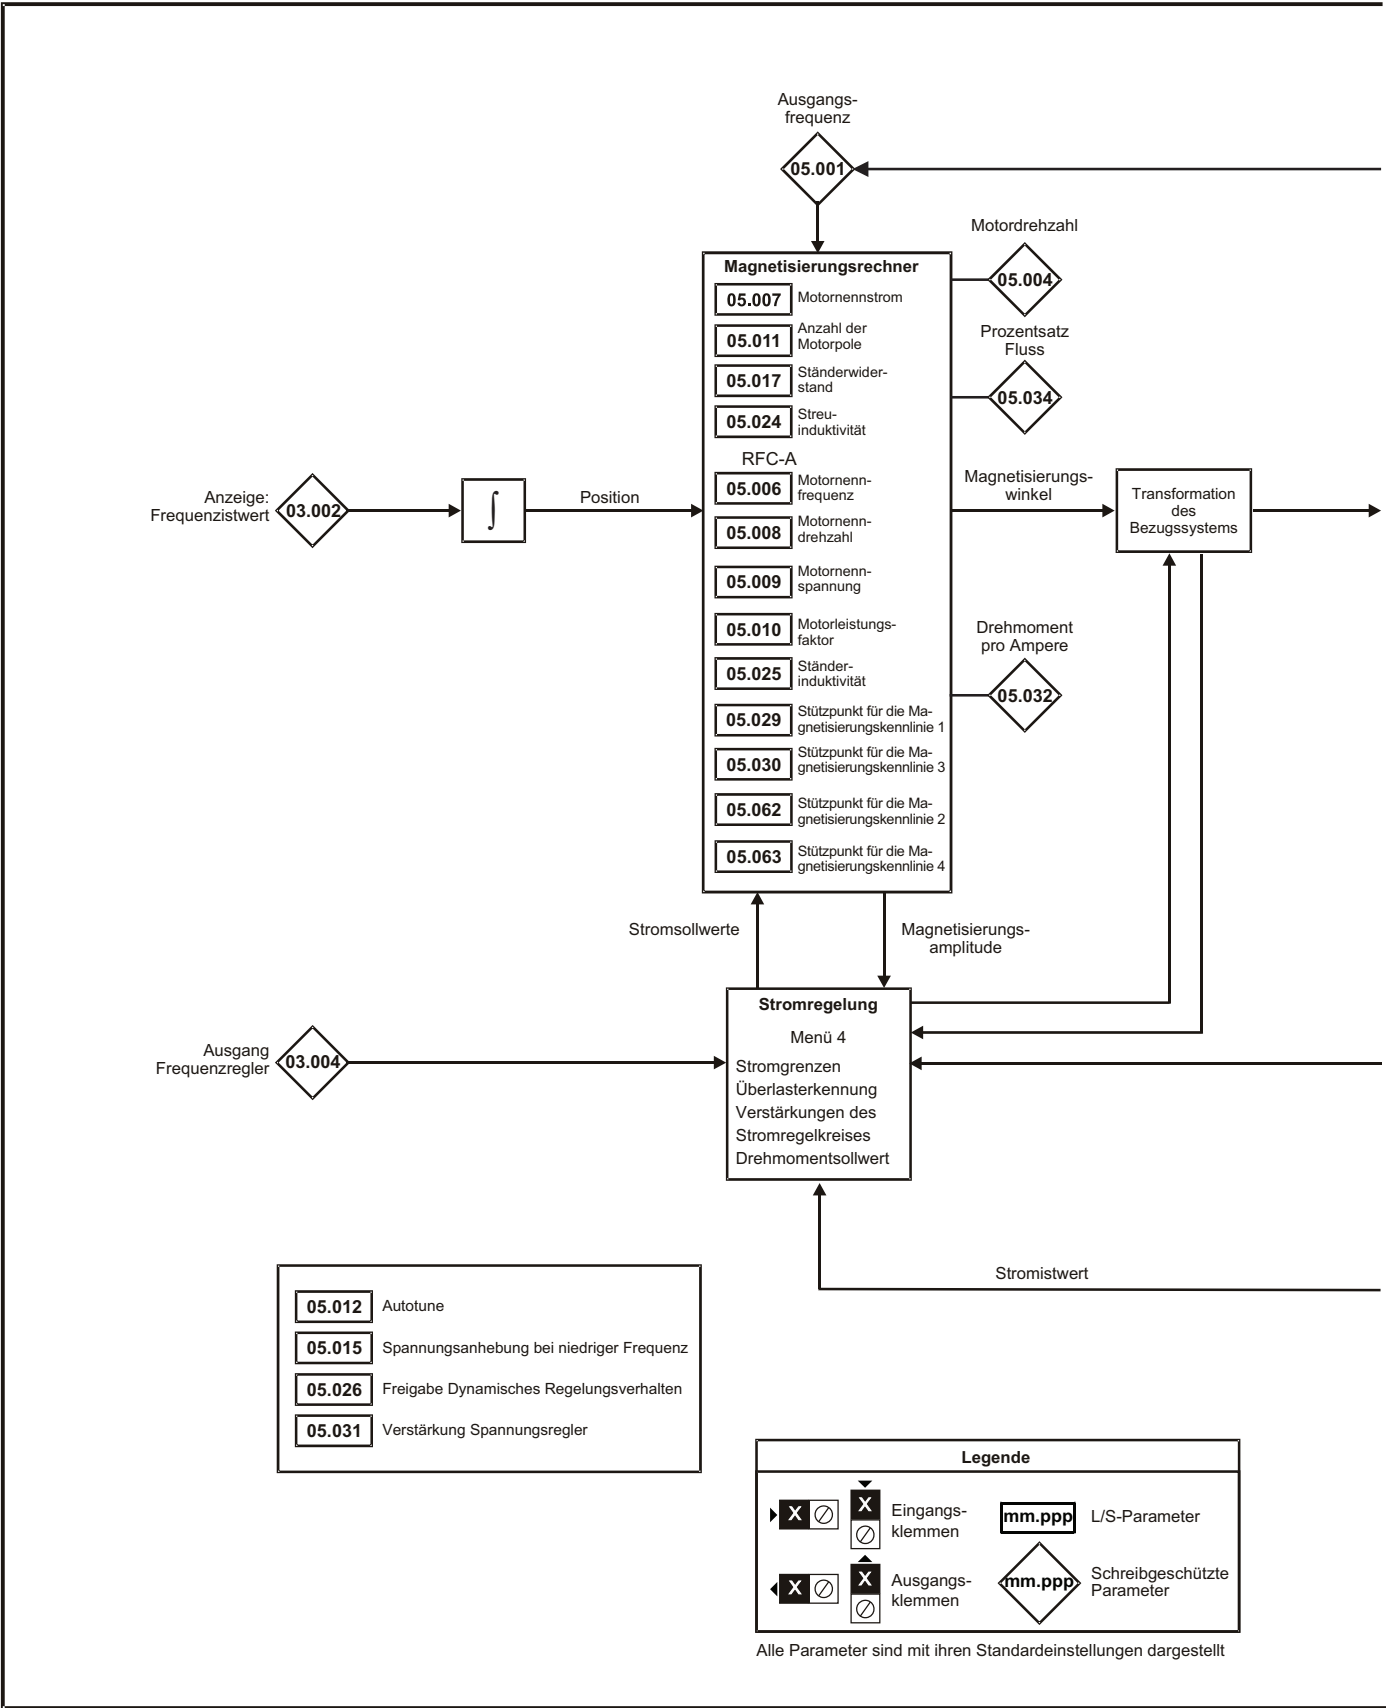 Ausgangs-
frequenz
05.001
Motordrehzahl
05.004
Prozentsatz
Fluss
05.034
Magnetisierungsrechner
05.007 Motornennstrom
05.011 Anzahl der
Motorpole
05.017 Ständerwider-
stand
05.024 Streu-
induktivität
RFC-A
05.006 Motornenn-
frequenz
05.008 Motornenn-
drehzahl
05.009 Motornenn-
spannung
05.010 Motorleistungs-
faktor
05.025 Ständer-
induktivität
05.029 Stützpunkt für die Ma-
gnetisierungskennlinie 1
05.030 Stützpunkt für die Ma-
gnetisierungskennlinie 3
05.062 Stützpunkt für die Ma-
gnetisierungskennlinie 2
05.063 Stützpunkt für die Ma-
gnetisierungskennlinie 4
Anzeige:
Frequenzistwert
03.002
∫
Position
Magnetisierungs-
winkel
Transformation
des
Bezugssystems
Drehmoment
pro Ampere
05.032
Stromsollwerte
Magnetisierungs-
amplitude
Ausgang
Frequenzregler
03.004
Stromregelung
Menü 4
Stromgrenzen
Überlasterkennung
Verstärkungen des
Stromregelkreises
Drehmomentsollwert
Stromistwert
05.012 Autotune
05.015 Spannungsanhebung bei niedriger Frequenz
05.026 Freigabe Dynamisches Regelungsverhalten
05.031 Verstärkung Spannungsregler
Legende
X
X
Eingangs-
klemmen
mm.ppp
L/S-Parameter
X
X
Ausgangs-
klemmen
mm.ppp
Schreibgeschützte
Parameter
Alle Parameter sind mit ihren Standardeinstellungen dargestellt